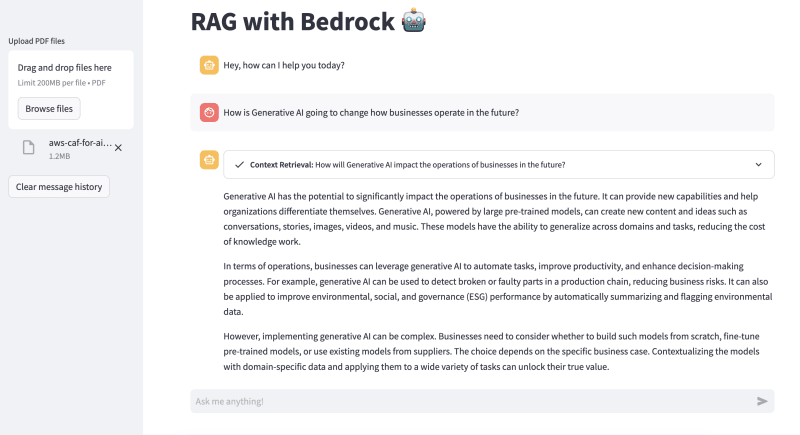 RAG with Bedrock 🤖
Upload PDF files
Drag and drop files here
Limit 200MB per file • PDF
Browse files
aws-caf-for-ai...
1.2MB
Clear message history
Hey, how can I help you today?
How is Generative AI going to change how businesses operate in the future?
Context Retrieval: How will Generative AI impact the operations of businesses in the future?
Generative AI has the potential to significantly impact the operations of businesses in the future. It can provide new capabilities and help
organizations differentiate themselves. Generative AI, powered by large pre-trained models, can create new content and ideas such as
conversations, stories, images, videos, and music. These models have the ability to generalize across domains and tasks, reducing the cost
of knowledge work.
In terms of operations, businesses can leverage generative AI to automate tasks, improve productivity, and enhance decision-making
processes. For example, generative AI can be used to detect broken or faulty parts in a production chain, reducing business risks. It can also
be applied to improve environmental, social, and governance (ESG) performance by automatically summarizing and flagging environmental
data.
However, implementing generative AI can be complex. Businesses need to consider whether to build such models from scratch, fine-tune
pre-trained models, or use existing models from suppliers. The choice depends on the specific business case. Contextualizing the models
with domain-specific data and applying them to a wide variety of tasks can unlock their true value.
Ask me anything!